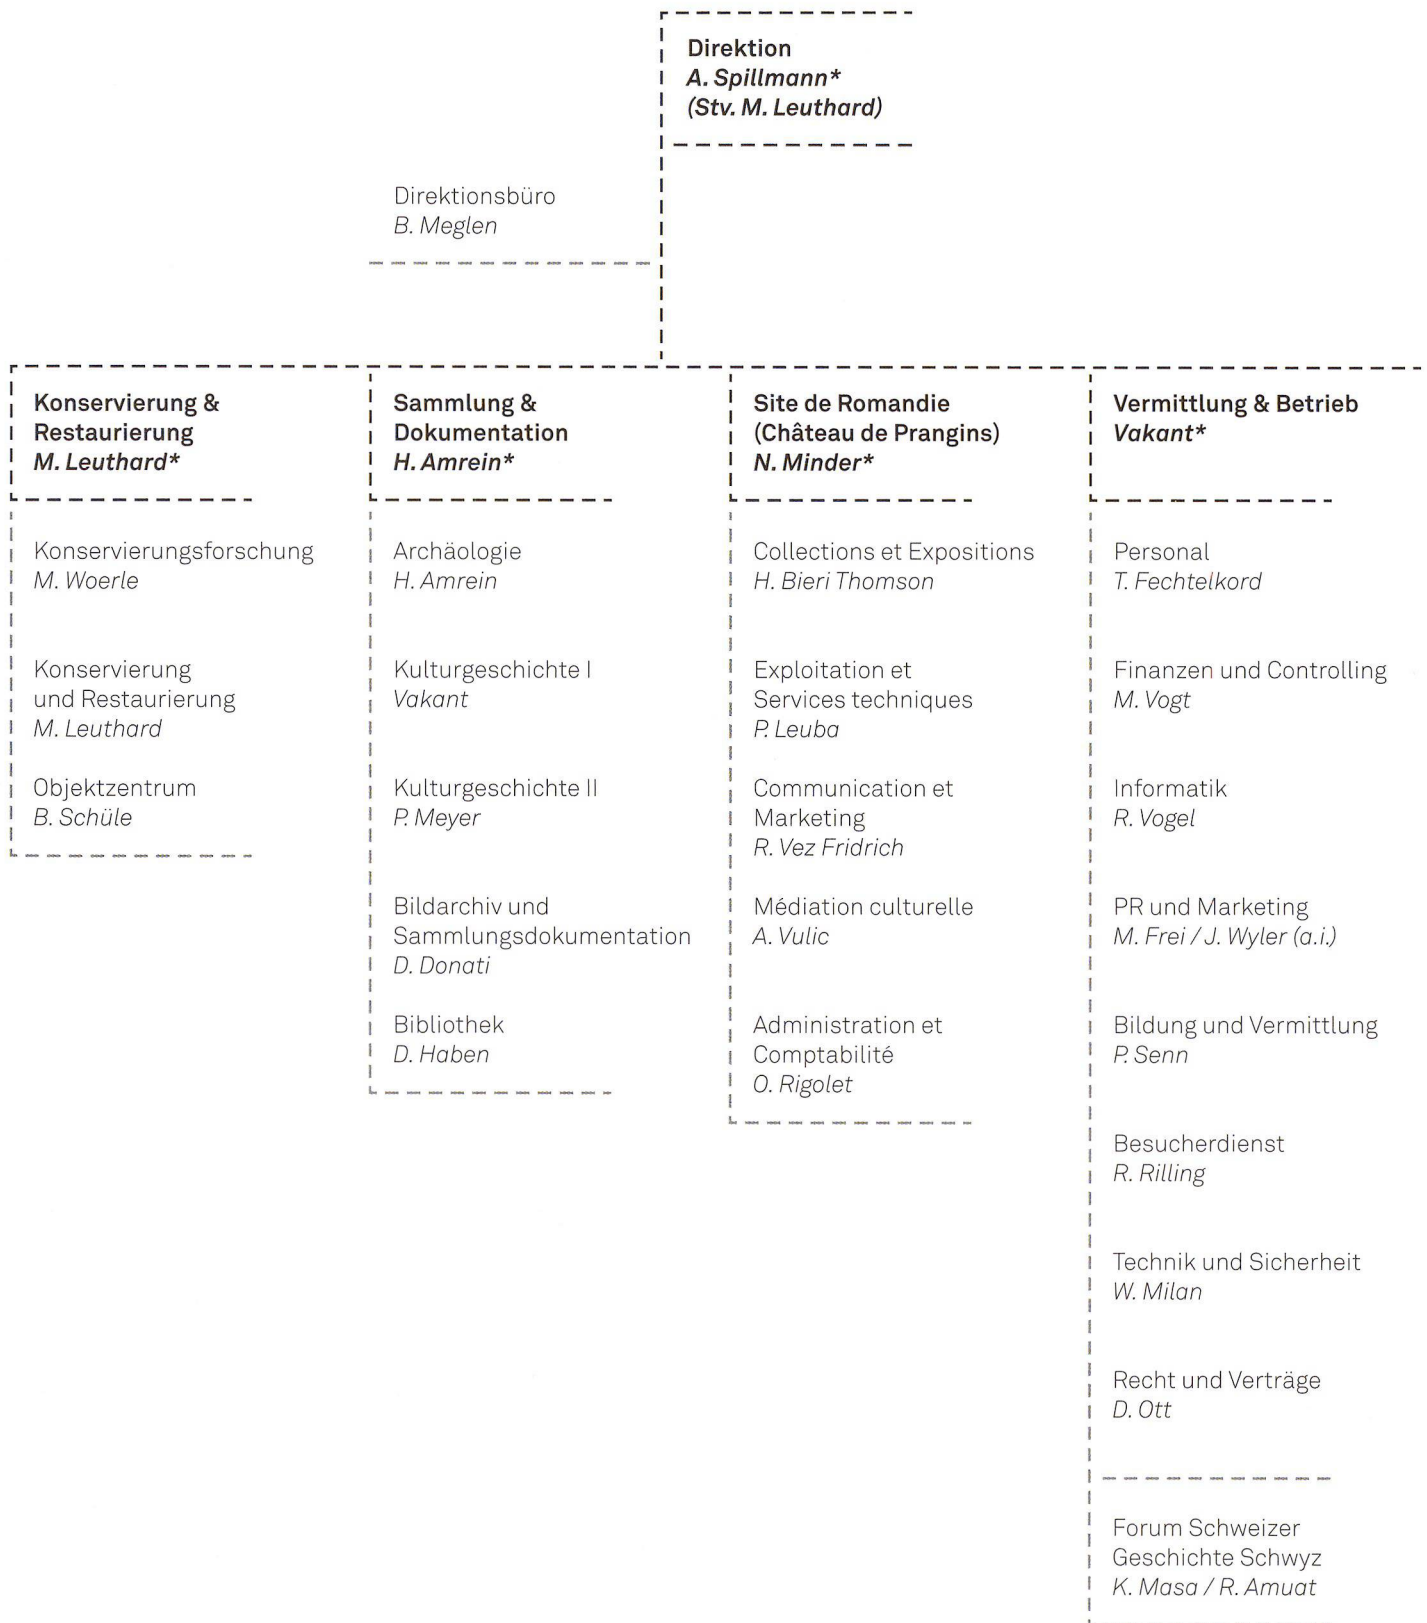 Direktion
A. Spillmann*
(Stv. M. Leuthard)
Direktionsbüro
B. Meglen
Konservierung &
Restaurierung
M. Leuthard*
Konservierungsforschung
M. Woerle
Konservierung
und Restaurierung
M. Leuthard
Objektzentrum
B. Schüle
Sammlung &
Dokumentation
H. Amrein*
Archäologie
H. Amrein
Kulturgeschichte I
Vakant
Kulturgeschichte II
P. Meyer
Bildarchiv und
Sammlungsdokumentation
D. Donati
Bibliothek
D. Haben
Site de Romandie
(Château de Prangins)
N. Minder*
Collections et Expositions
H. Bieri Thomson
Exploitation et
Services techniques
P. Leuba
Communication et
Marketing
R. Vez Fridrich
Médiation culturelle
A. Vulic
Administration et
Comptabilité
O. Rigolet
Vermittlung & Betrieb
Vakant*
Personal
T. Fechtelkord
Finanzen und Controlling
M. Vogt
Informatik
R. Vogel
PR und Marketing
M. Frei / J. Wyler (a.i.)
Bildung und Vermittlung
P. Senn
Besucherdienst
R. Rilling
Technik und Sicherheit
W. Milan
Recht und Verträge
D. Ott
Forum Schweizer
Geschichte Schwyz
K. Masa / R. Amuat